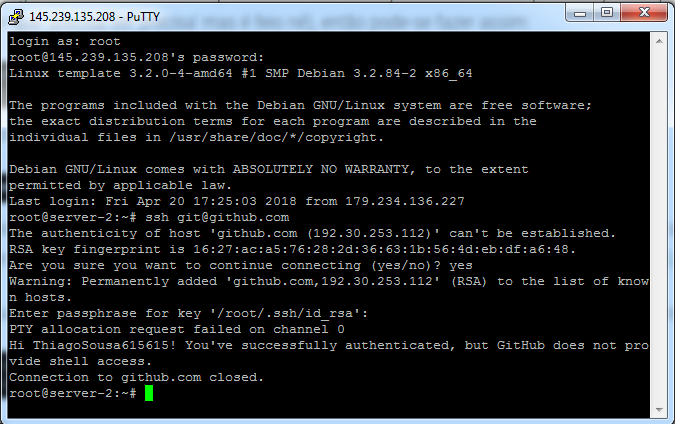 145.239.135.208 - PuTTY
login as: root
root@145.239.135.208's password:
Linux template 3.2.0-4-amd64 #1 SMP Debian 3.2.84-2 x86_64
The programs included with the Debian GNU/Linux system are free software;
the exact distribution terms for each program are described in the
individual files in /usr/share/doc/*/copyright.
Debian GNU/Linux comes with ABSOLUTELY NO WARRANTY, to the extent
permitted by applicable law.
Last login: Fri Apr 20 17:25:03 2018 from 179.234.136.227
root@server-2:~# ssh git@github.com
The authenticity of host 'github.com (192.30.253.112)' can't be established.
RSA key fingerprint is 16:27:ac:a5:76:28:2d:36:63:1b:56:4d:eb:df:a6:48.
Are you sure you want to continue connecting (yes/no)? yes
Warning: Permanently added 'github.com,192.30.253.112' (RSA) to the list of know
n hosts.
Enter passphrase for key '/root/.ssh/id_rsa':
PTY allocation request failed on channel 0
Hi ThiagoSousa615615! You've successfully authenticated, but GitHub does not pro
vide shell access.
Connection to github.com closed.
root@server-2:~#